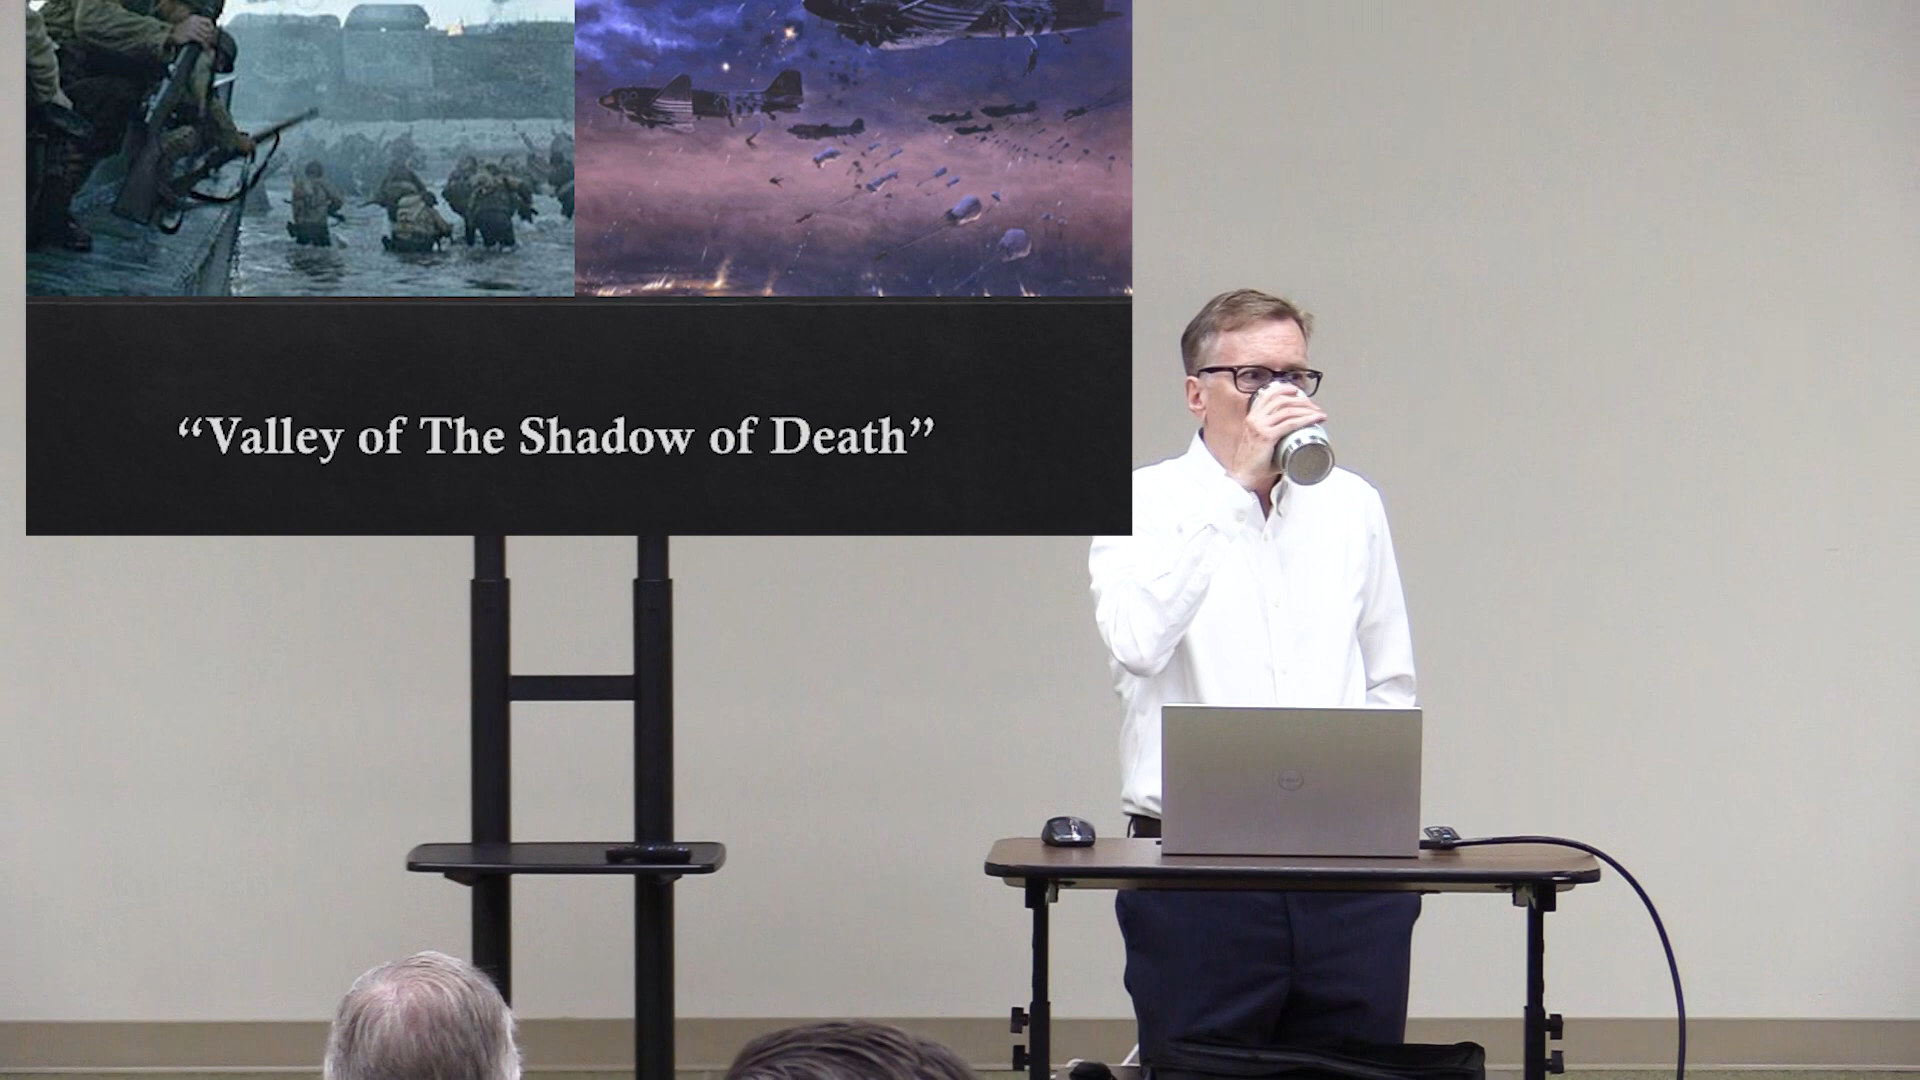 “Valley of The Shadow of Death”